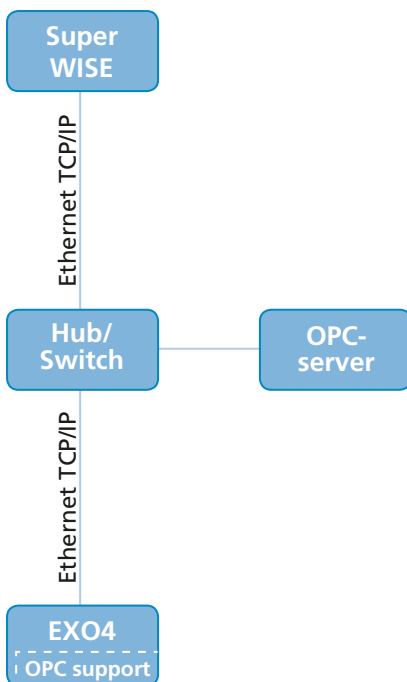 Super
WISE
Ethernet TCP/IP
Hub/
Switch
OPC-
server
Ethernet TCP/IP
EXO4
OPC support